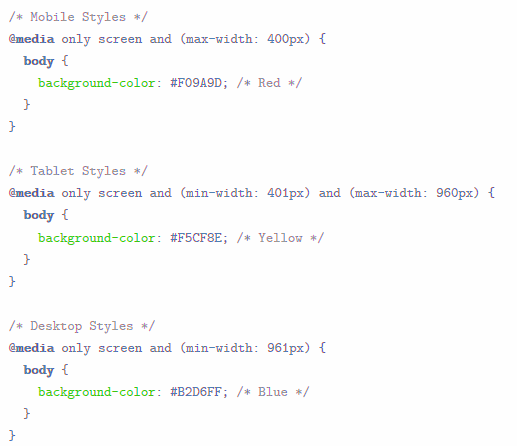 /* Mobile Styles */
@media only screen and (max-width: 400px) {
  body {
    background-color: #F09A9D; /* Red */
  }
}

/* Tablet Styles */
@media only screen and (min-width: 401px) and (max-width: 960px) {
  body {
    background-color: #F5CF8E; /* Yellow */
  }
}

/* Desktop Styles */
@media only screen and (min-width: 961px) {
  body {
    background-color: #B2D6FF; /* Blue */
  }
}